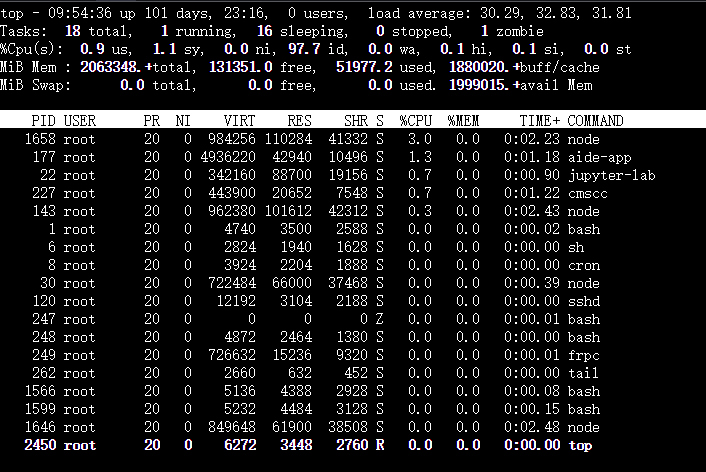 top - 09:54:36 up 101 days, 23:16,  0 users,  load average: 30.29, 32.83, 31.81
Tasks:  18 total,   1 running,  16 sleeping,   0 stopped,   1 zombie
%Cpu(s):  0.9 us,  1.1 sy,  0.0 ni, 97.7 id,  0.0 wa,  0.1 hi,  0.1 si,  0.0 st
MiB Mem : 2063348.+total, 131351.0 free,  51977.2 used, 1880020.+buff/cache
MiB Swap:      0.0 total,      0.0 free,      0.0 used. 1999015.+avail Mem
PID USER      PR  NI    VIRT    RES    SHR S  %CPU  %MEM     TIME+ COMMAND
1658 root      20   0  984256 110284  41332 S   3.0   0.0   0:02.23 node
177 root      20   0 4936220  42940  10496 S   1.3   0.0   0:01.18 aide-app
22 root      20   0  342160  88700  19156 S   0.7   0.0   0:00.90 jupyter-lab
227 root      20   0  443900  20652   7548 S   0.7   0.0   0:01.22 cmscc
143 root      20   0  962380 101612  42312 S   0.3   0.0   0:02.43 node
1 root      20   0    4740   3500   2588 S   0.0   0.0   0:00.02 bash
6 root      20   0    2824   1940   1628 S   0.0   0.0   0:00.00 sh
8 root      20   0    3924   2204   1888 S   0.0   0.0   0:00.00 cron
30 root      20   0  722484  66000  37468 S   0.0   0.0   0:00.39 node
120 root      20   0   12192   3104   2188 S   0.0   0.0   0:00.00 sshd
247 root      20   0       0      0      0 Z   0.0   0.0   0:00.01 bash
248 root      20   0    4872   2464   1380 S   0.0   0.0   0:00.00 bash
249 root      20   0  726632  15236   9320 S   0.0   0.0   0:00.01 frpc
262 root      20   0    2660    632    452 S   0.0   0.0   0:00.00 tail
1566 root      20   0    5136   4388   2928 S   0.0   0.0   0:00.08 bash
1599 root      20   0    5232   4484   3128 S   0.0   0.0   0:00.15 bash
1646 root      20   0  849648  61900  38508 S   0.0   0.0   0:02.48 node
2450 root      20   0    6272   3448   2760 R   0.0   0.0   0:00.00 top